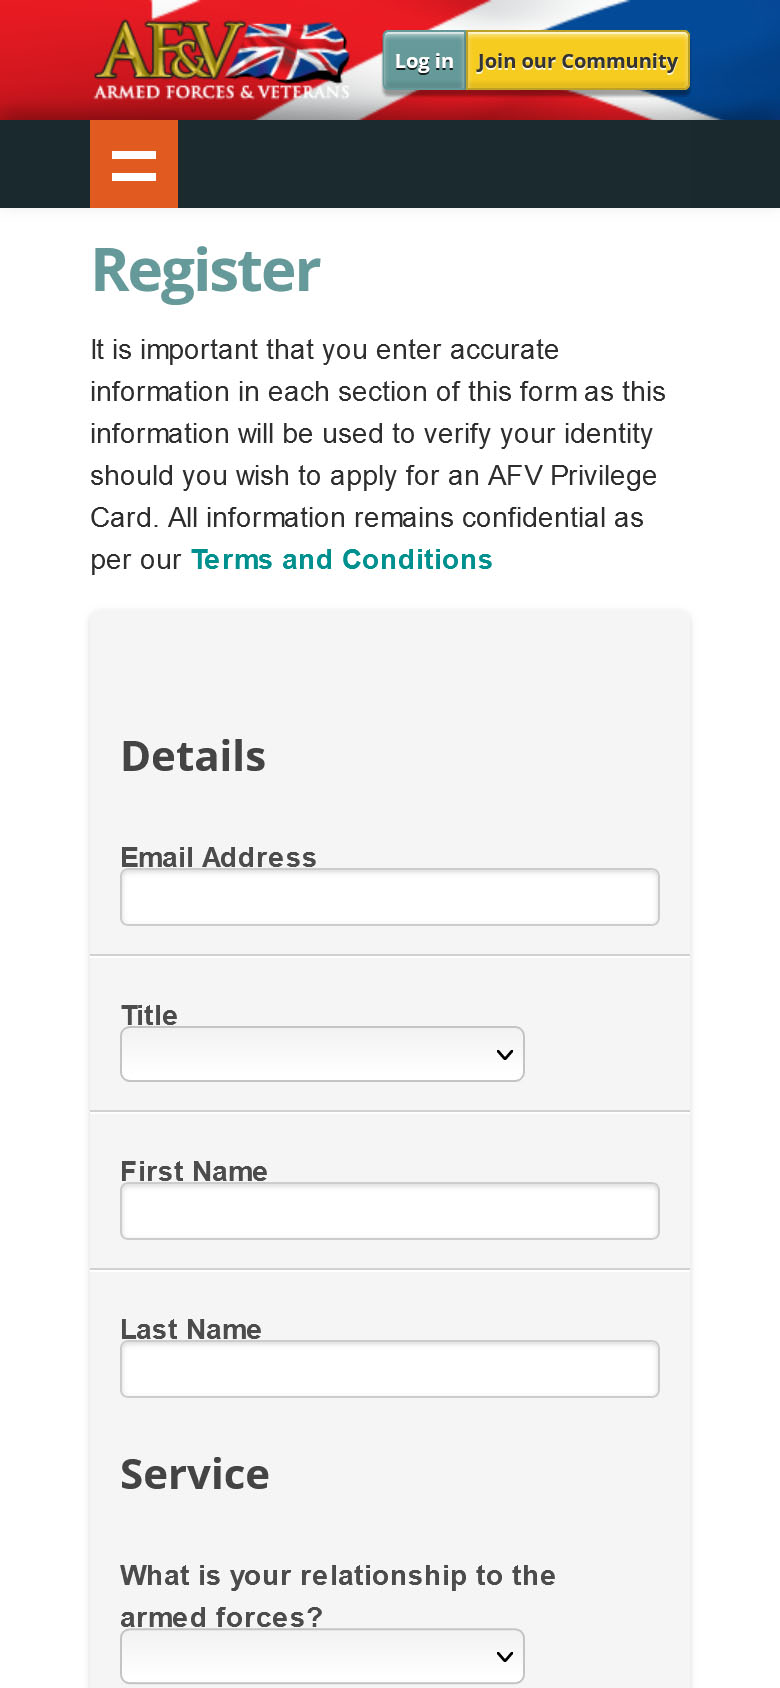 AF&V
ARMED FORCES & VETERANS
Log in
Join our Community
Register
It is important that you enter accurate
information in each section of this form as this
information will be used to verify your identity
should you wish to apply for an AFV Privilege
Card. All information remains confidential as
per our Terms and Conditions
Details
Email Address
Title
First Name
Last Name
Service
What is your relationship to the
armed forces?